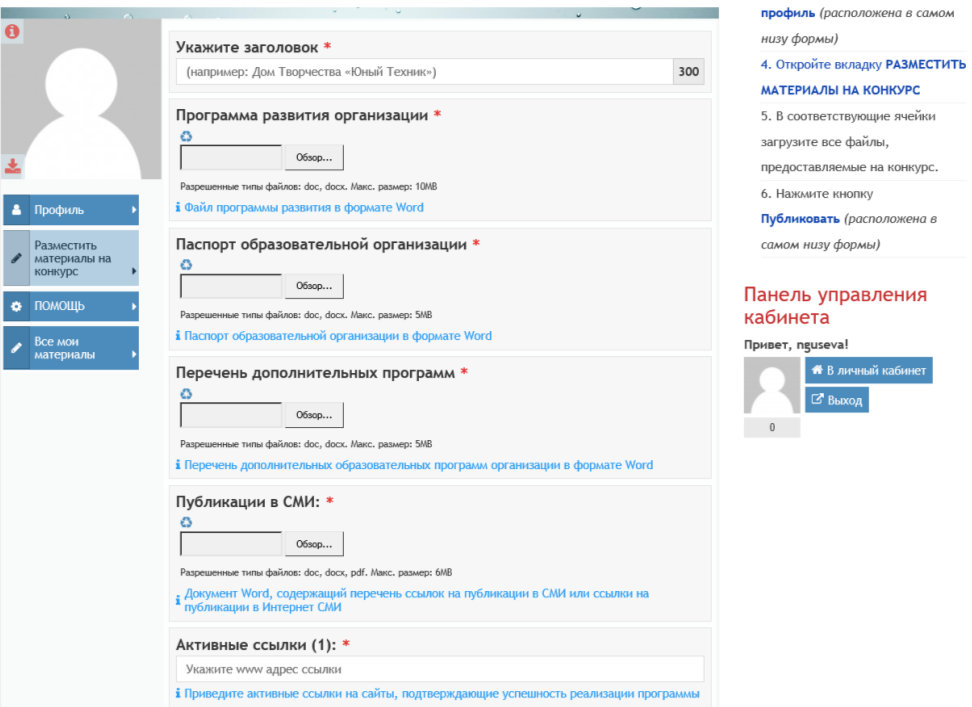 Укажите заголовок *
(например: Дом Творчества «Юный Техник»)
300
Программа развития организации *
Обзор...
Разрешенные типы файлов: doc, docx. Макс. размер: 10MB
Файл программы развития в формате Word
Паспорт образовательной организации *
Обзор...
Разрешенные типы файлов: doc, docx. Макс. размер: 5MB
Паспорт образовательной организации в формате Word
Перечень дополнительных программ *
Обзор...
Разрешенные типы файлов: doc, docx. Макс. размер: 5MB
Перечень дополнительных образовательных программ организации в формате Word
Публикации в СМИ: *
Обзор...
Разрешенные типы файлов: doc, docx, pdf. Макс. размер: 6MB
Документ Word, содержащий перечень ссылок на публикации в СМИ или ссылки на
публикации в Интернет СМИ
Активные ссылки (1): *
Укажите www адрес ссылки
Приведите активные ссылки на сайты, подтверждающие успешность реализации программы
Профиль
Разместить
материалы на
конкурс
ПОМОЩЬ
Все мои
материалы
профиль (расположена в самом
низу формы)
4. Откройте вкладку РАЗМЕСТИТЬ
МАТЕРИАЛЫ НА КОНКУРС
5. В соответствующие ячейки
загрузите все файлы,
предоставляемые на конкурс.
6. Нажмите кнопку
Публиковать (расположена в
самом низу формы)
Панель управления
кабинета
Привет, nguseva!
В личный кабинет
Выход
0